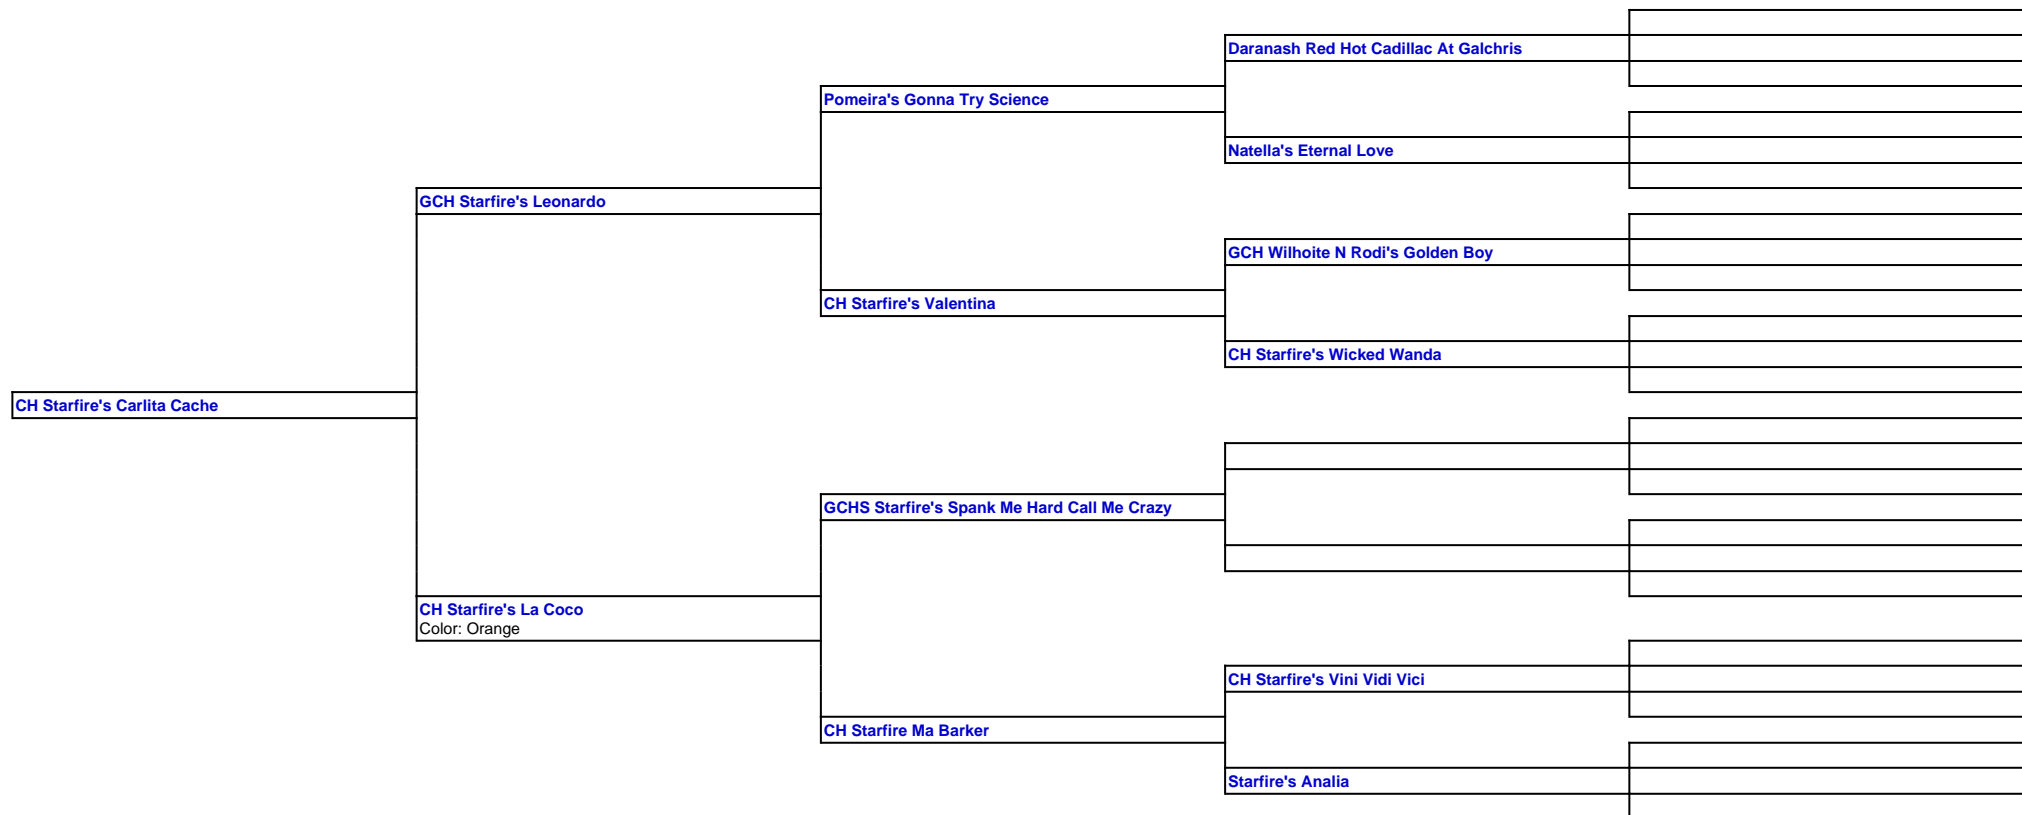 Daranash Red Hot Cadillac At Galchris
Pomeira's Gonna Try Science
Natella's Eternal Love
GCH Starfire's Leonardo
GCH Wilhoite N Rodi's Golden Boy
CH Starfire's Valentina
CH Starfire's Wicked Wanda
CH Starfire's Carlita Cache
GCHS Starfire's Spank Me Hard Call Me Crazy
CH Starfire's La Coco
Color: Orange
CH Starfire's Vini Vidi Vici
CH Starfire Ma Barker
Starfire's Analia